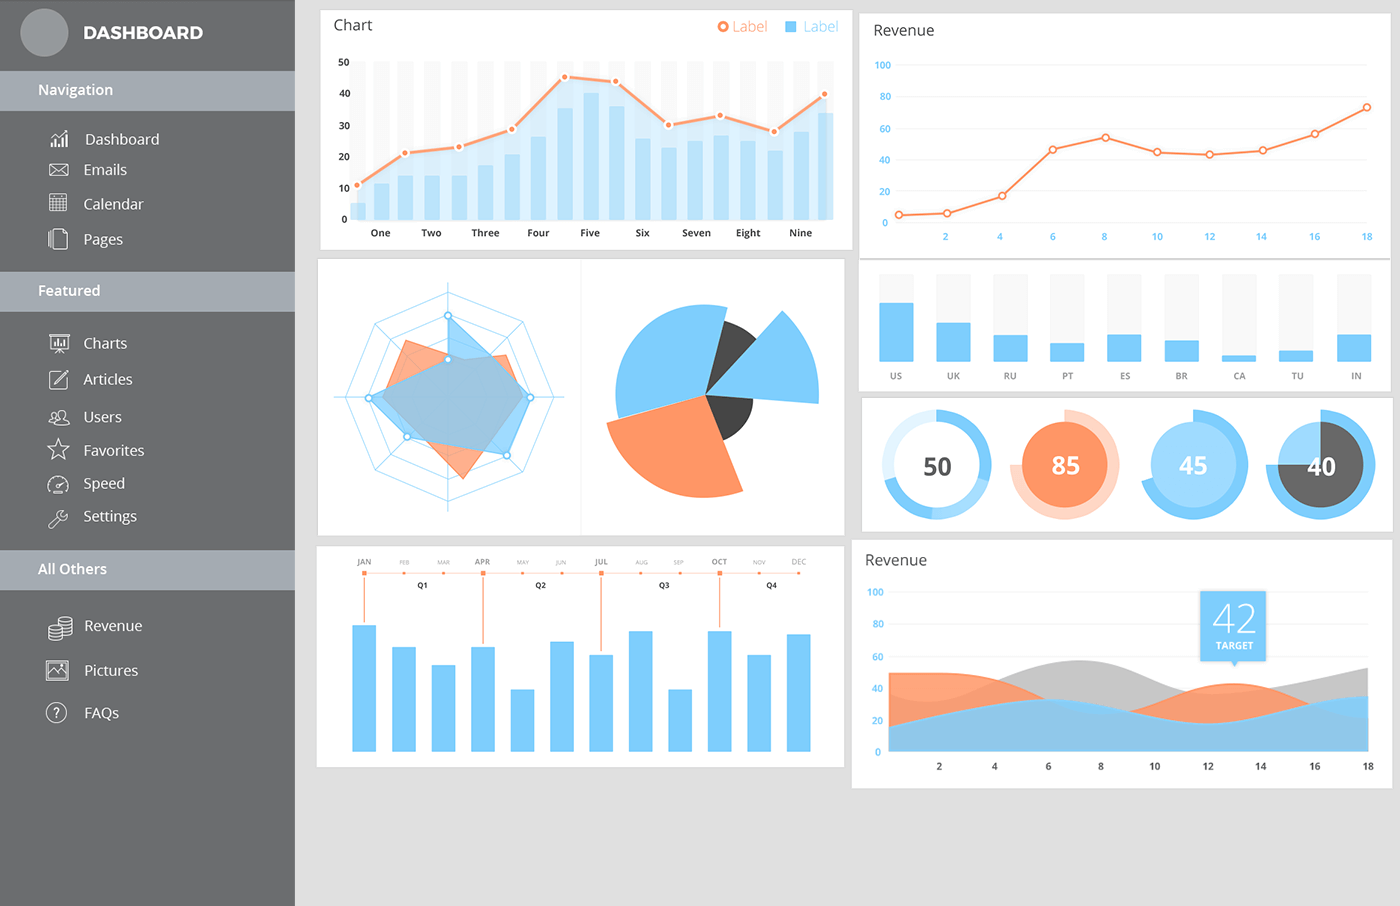 DASHBOARD
Navigation
Dashboard
Emails
Calendar
Pages
Featured
Charts
Articles
Users
Favorites
Speed
Settings
All Others
Revenue
Pictures
? FAQs
Chart
Label Label
50
40
30
20
10
0
One Two Three Four Five Six Seven Eight Nine
Revenue
100
80
60
40
20
0
2 4 6 8 10 12 14 16 18
US UK RU PT ES BR CA TU IN
50 85 45 40
JAN FEB MAR APR MAY JUN JUL AUG SEP OCT NOV DEC
Q1 Q2 Q3 Q4
Revenue
100
80
60
40
20
0
42
TARGET
2 4 6 8 10 12 14 16 18